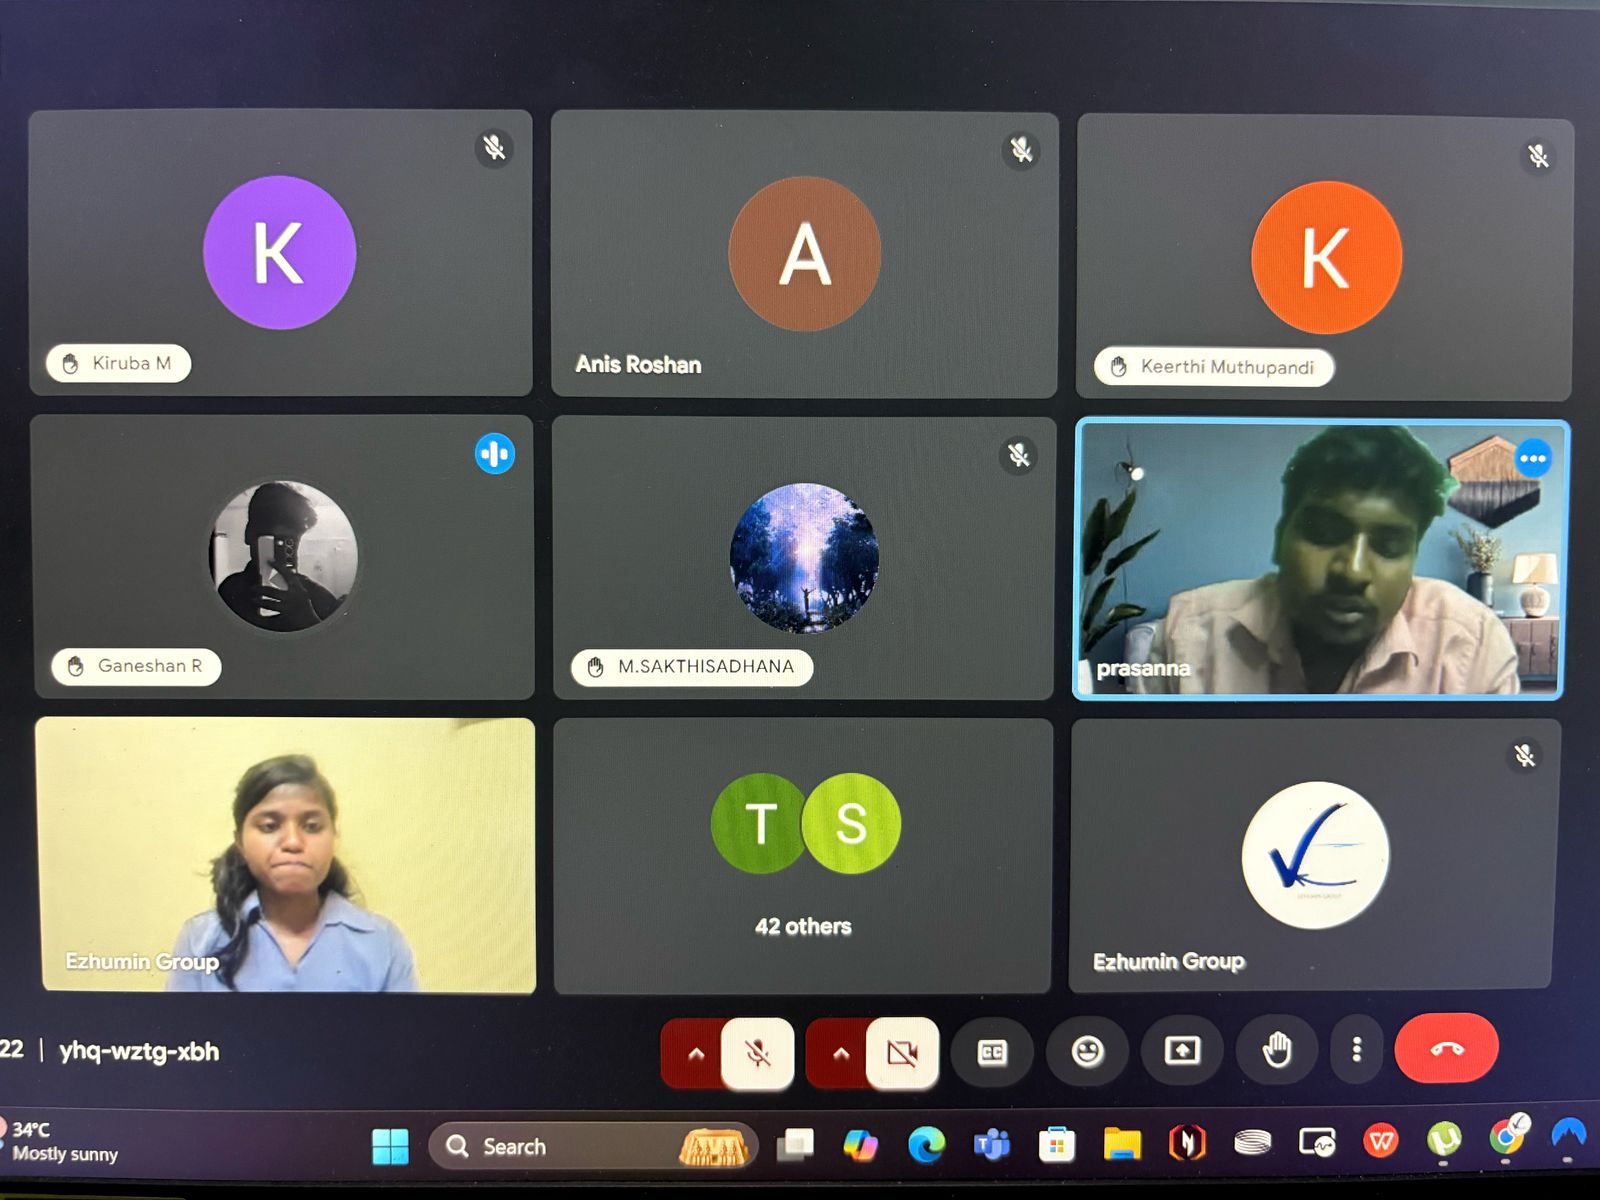 K
Kiruba M
A
Anis Roshan
K
Keerthi Muthupandi
Ganeshan R
M.SAKTHISADHANA
prasanna
Ezhumin Group
T S
42 others
Ezhumin Group
22 | yhq-wztg-xbh
CC
34°C
Mostly sunny
Search